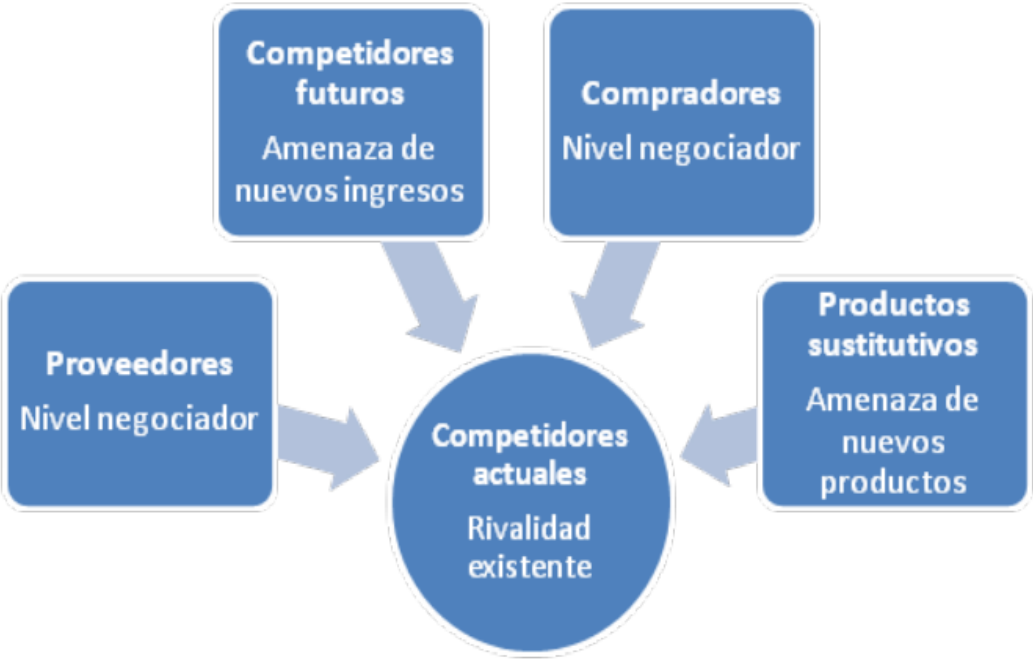 Competidores
futuros
Amenaza de
nuevos ingresos
Compradores
Nivel negociador
Proveedores
Nivel negociador
Productos
sustitutivos
Amenaza de
nuevos
productos
Competidores
actuales
Rivalidad
existente